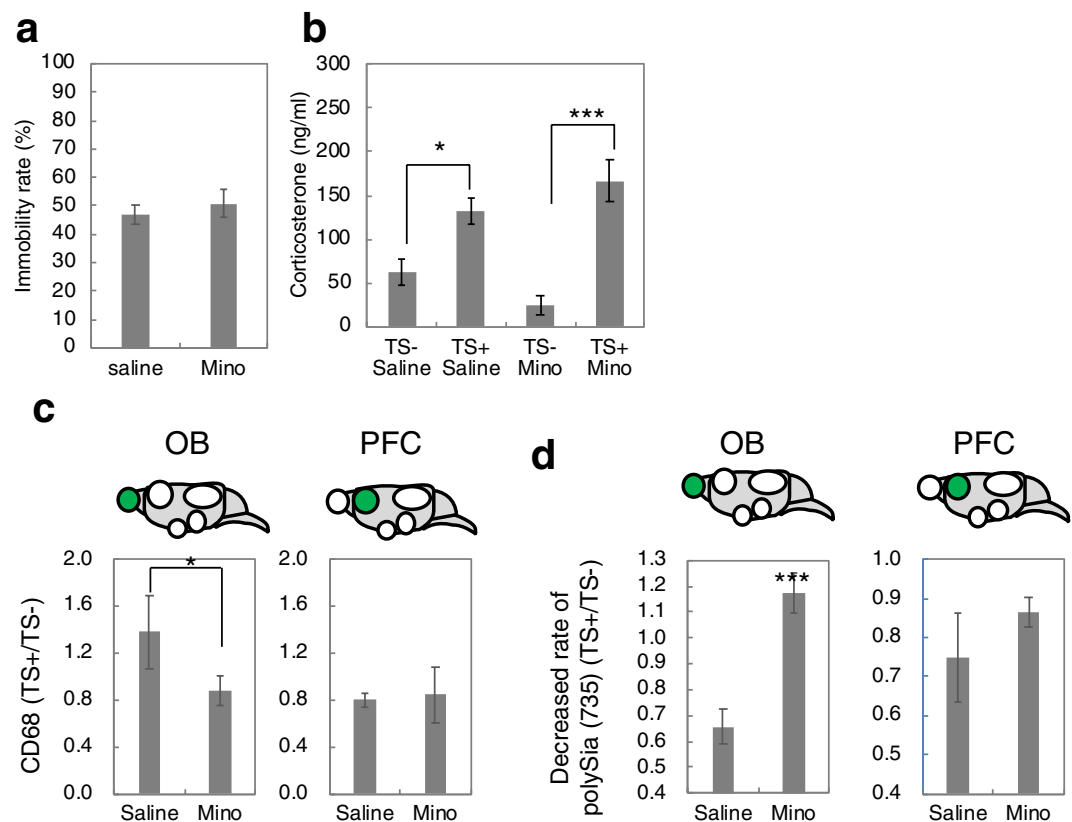 a
Immobility rate (%)
100
90
80
70
60
50
40
30
20
10
0
saline Mino
b
Corticosterone (ng/ml)
300
250
200
150
100
50
0
*
***
TS- TS+ TS- TS+
Saline Saline Mino Mino
c
OB PFC
CD68 (TS+/TS-)
2.0
1.6
1.2
0.8
0.4
0.0
*
Saline Mino
2.0
1.6
1.2
0.8
0.4
0.0
Saline Mino
d
OB PFC
Decreased rate of
polySia (735) (TS+/TS-)
1.3
1.2
1.1
1.0
0.9
0.8
0.7
0.6
0.5
0.4
***
Saline Mino
1.0
0.9
0.8
0.7
0.6
0.5
0.4
Saline Mino